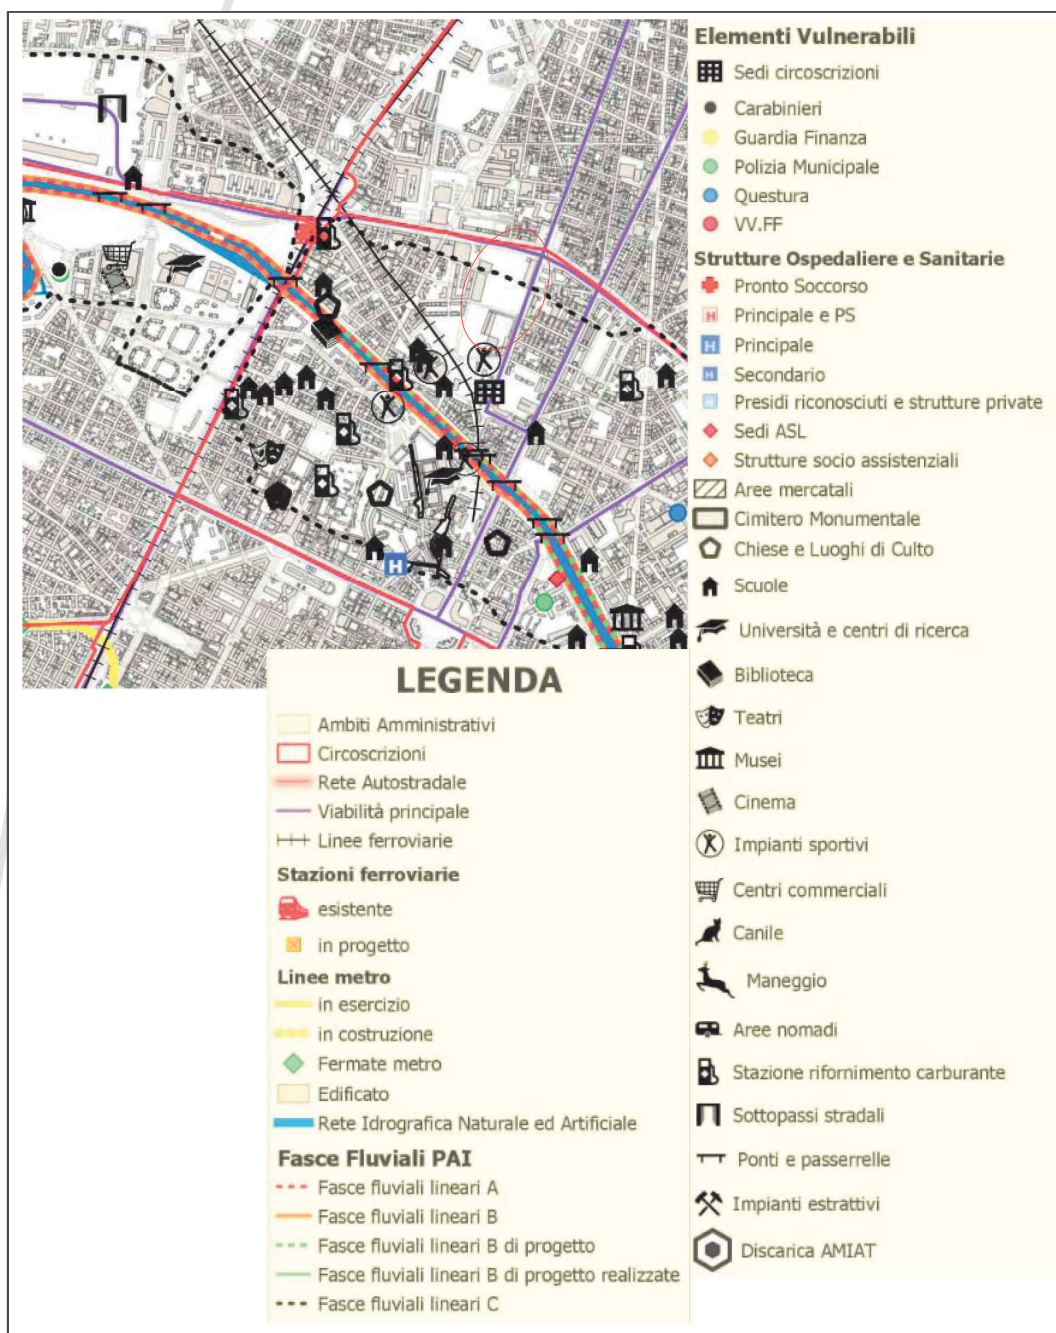 Elementi Vulnerabili
Sedi circoscrizioni
Carabinieri
Guardia Finanza
Polizia Municipale
Questura
VV.FF
Strutture Ospedaliere e Sanitarie
Pronto Soccorso
H Principale e PS
H Principale
H Secondario
H Presidi riconosciuti e strutture private
Sedi ASL
Strutture socio assistenziali
Aree mercatali
Cimitero Monumentale
Chiese e Luoghi di Culto
Scuole
Università e centri di ricerca
Biblioteca
Teatri
Musei
Cinema
Impianti sportivi
Centri commerciali
Canile
Maneggio
Aree nomadi
Stazione rifornimento carburante
Sottopassi stradali
Ponti e passerrelle
Impianti estrattivi
Discarica AMIAT
H
LEGENDA
Ambiti Amministrativi
Circoscrizioni
Rete Autostradale
Viabilità principale
Linee ferroviarie
Stazioni ferroviarie
esistente
in progetto
Linee metro
in esercizio
in costruzione
Fermate metro
Edificato
Rete Idrografica Naturale ed Artificiale
Fasce Fluviali PAI
Fasce fluviali lineari A
Fasce fluviali lineari B
Fasce fluviali lineari B di progetto
Fasce fluviali lineari B di progetto realizzate
Fasce fluviali lineari C